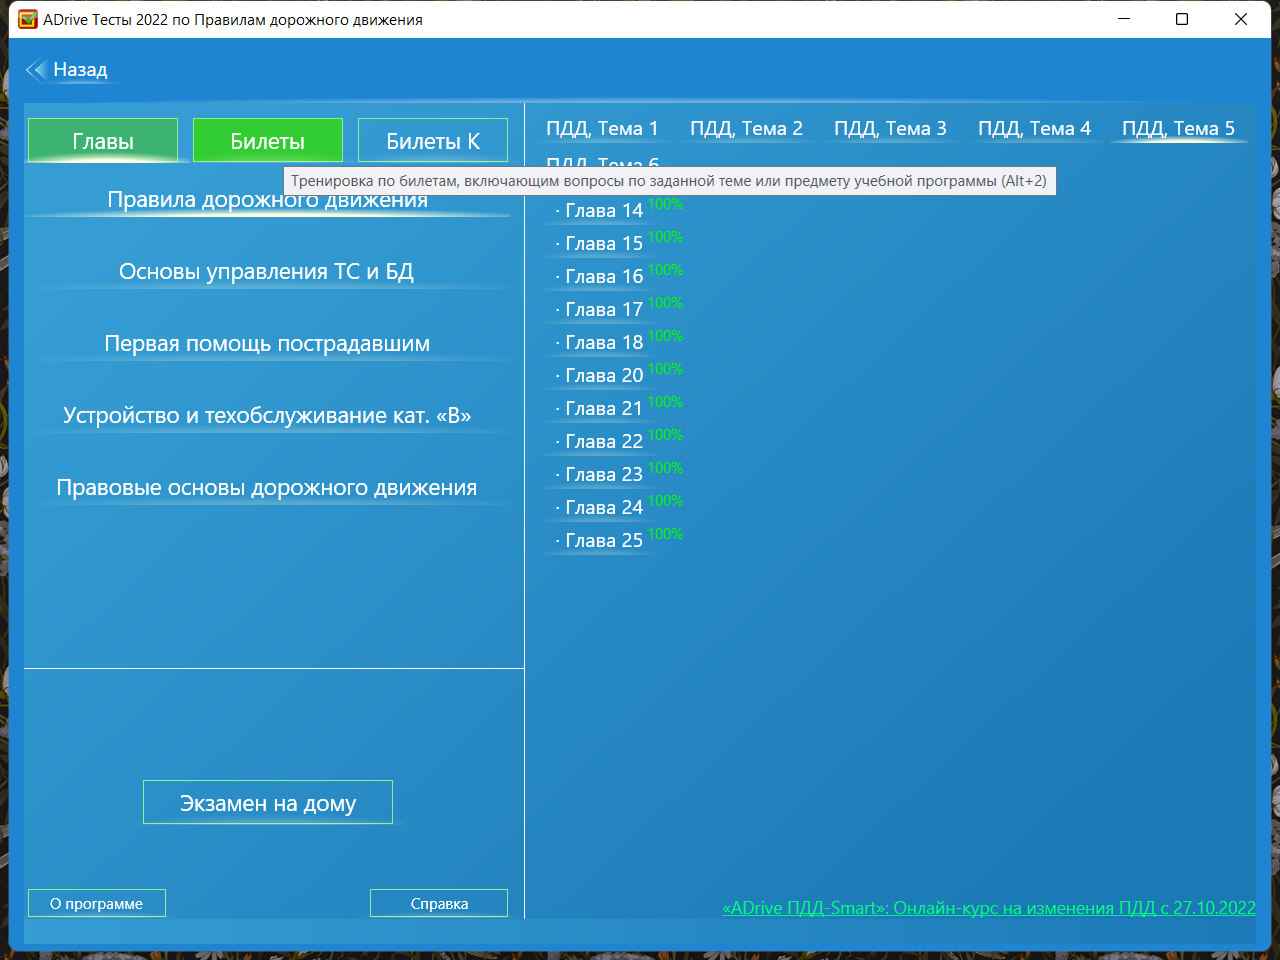 ADrive Тесты 2022 по Правилам дорожного движения
Назад
Главы
Билеты
Билеты К
ПДД, Тема 1
ПДД, Тема 2
ПДД, Тема 3
ПДД, Тема 4
ПДД, Тема 5
ПДД, Тема 6
Тренировка по билетам, включающим вопросы по заданной теме или предмету учебной программы (Alt+2)
Правила дорожного движения
Основы управления ТС и БД
Первая помощь пострадавшим
Устройство и техобслуживание кат. «В»
Правовые основы дорожного движения
· Глава 14 100%
· Глава 15 100%
· Глава 16 100%
· Глава 17 100%
· Глава 18 100%
· Глава 20 100%
· Глава 21 100%
· Глава 22 100%
· Глава 23 100%
· Глава 24 100%
· Глава 25 100%
Экзамен на дому
О программе
Справка
«ADrive ПДД-Smart»: Онлайн-курс на изменения ПДД с 27.10.2022